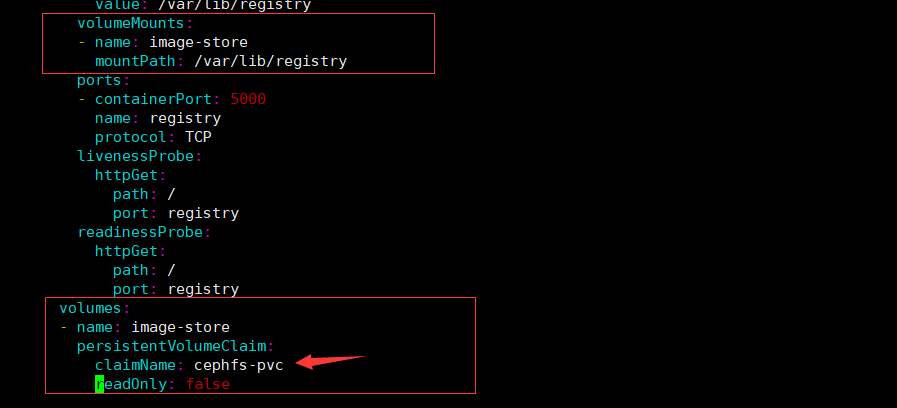 value: /var/lib/registry
volumeMounts:
- name: image-store
mountPath: /var/lib/registry
ports:
- containerPort: 5000
name: registry
protocol: TCP
livenessProbe:
httpGet:
path: /
port: registry
readinessProbe:
httpGet:
path: /
port: registry
volumes:
- name: image-store
persistentVolumeClaim:
claimName: cephfs-pvc
readOnly: false